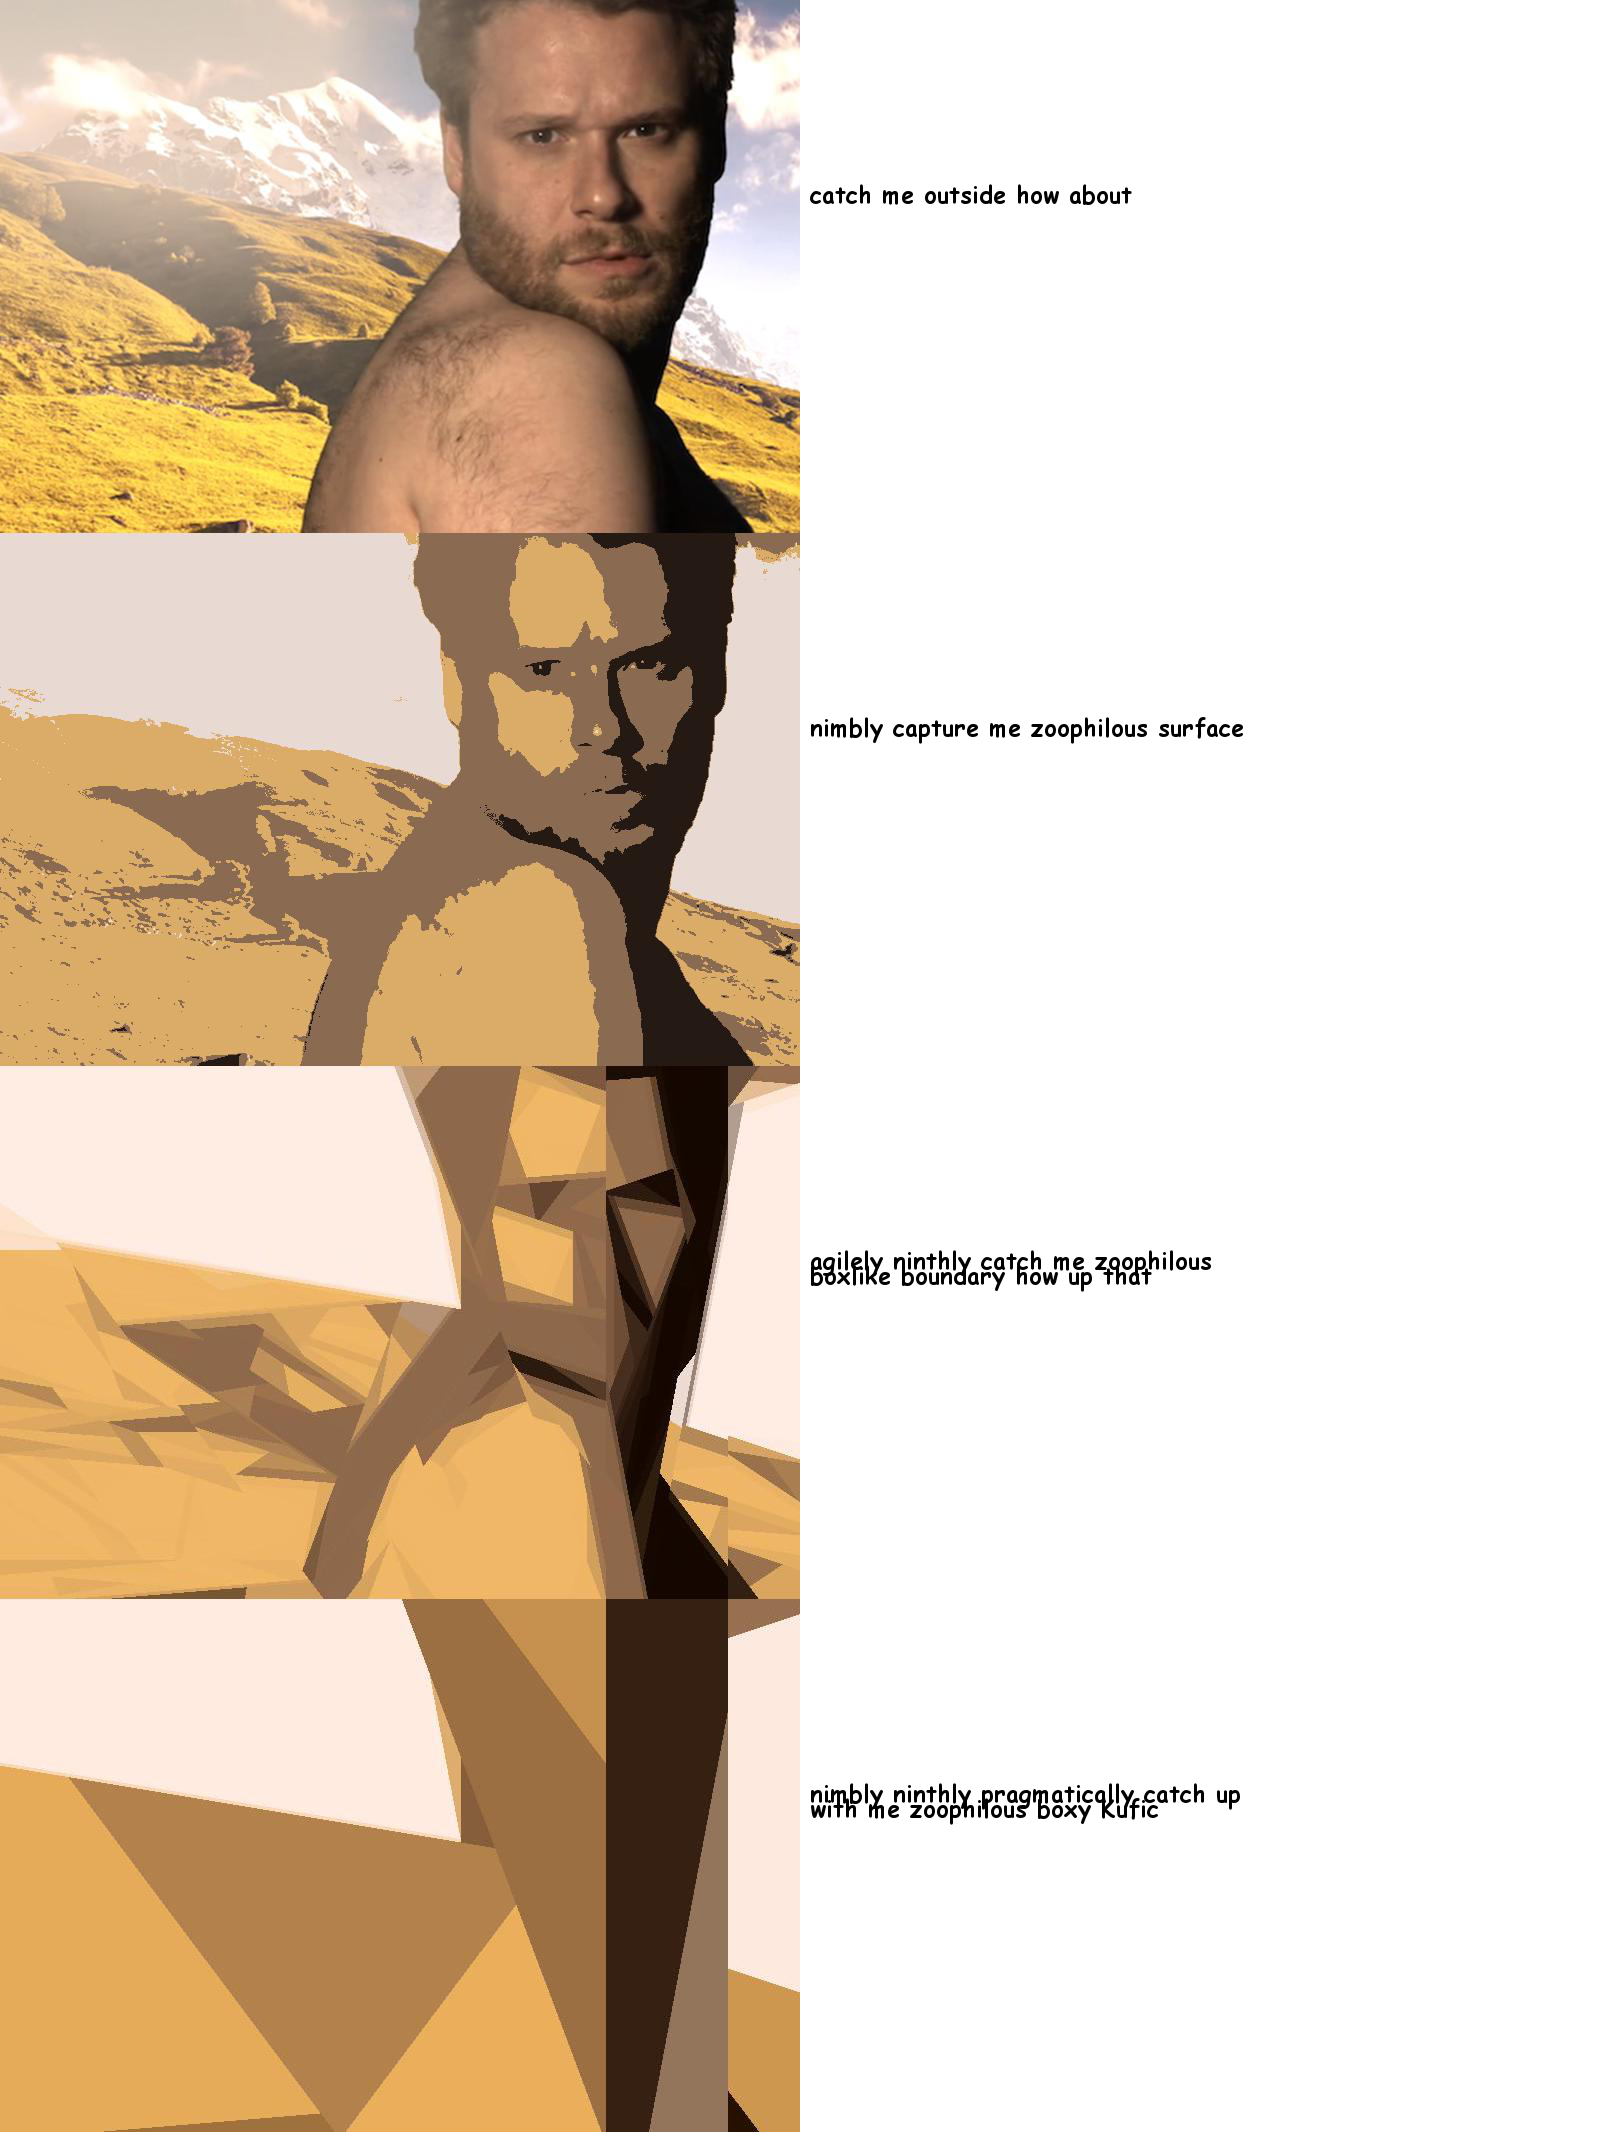 catch me outside how about
nimbly capture me zoophilous surface
agilely ninthly catch me zoophilous
boxlike boundary how up that
nimbly ninthly pragmatically catch up
with me zoophilous boxy Kufic